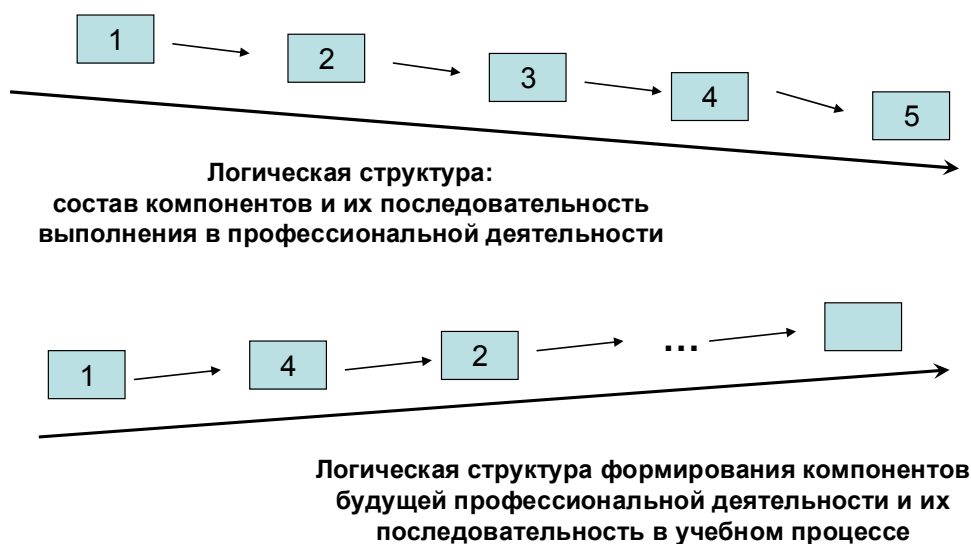 1
2
3
4
5
Логическая структура:
состав компонентов и их последовательность
выполнения в профессиональной деятельности
1
4
2
...
Логическая структура формирования компонентов
будущей профессиональной деятельности и их
последовательность в учебном процессе